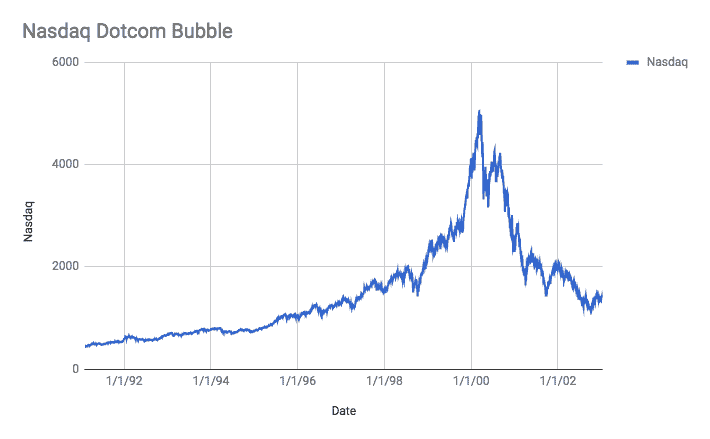 Nasdaq Dotcom Bubble
Nasdaq
6000
4000
2000
0
Nasdaq
1/1/92 1/1/94 1/1/96 1/1/98 1/1/00 1/1/02
Date